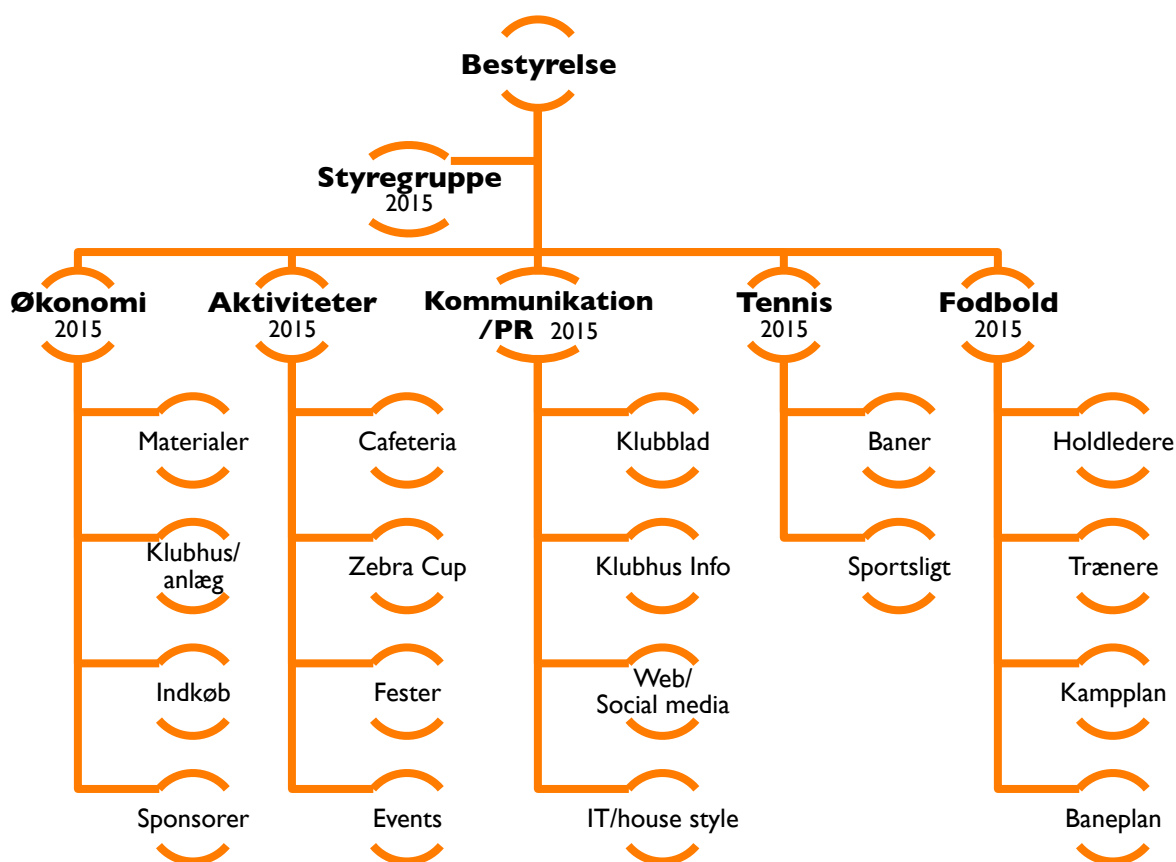 Bestyrelse
Styregruppe
2015
Økonomi
2015
Aktiviteter
2015
Kommunikation
/PR 2015
Tennis
2015
Fodbold
2015
Materialer
Cafeteria
Klubblad
Baner
Holdledere
Klubhus/
anlæg
Zebra Cup
Klubhus Info
Sportsligt
Trænere
Indkøb
Fester
Web/
Social media
Kampplan
Sponsorer
Events
IT/house style
Baneplan